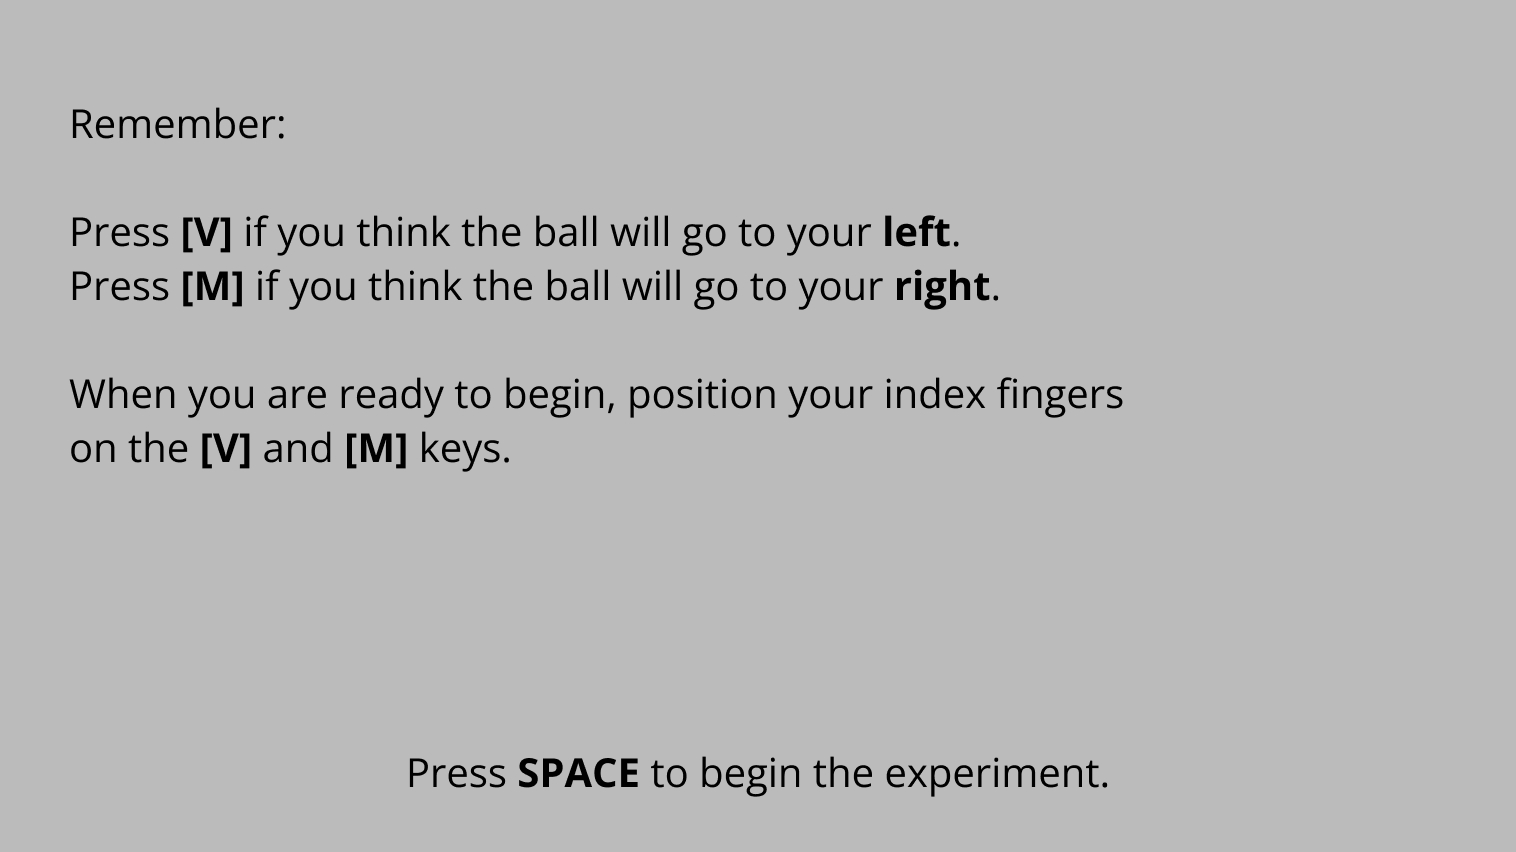 Remember:
Press [V] if you think the ball will go to your left.
Press [M] if you think the ball will go to your right.
When you are ready to begin, position your index fingers
on the [V] and [M] keys.
Press SPACE to begin the experiment.